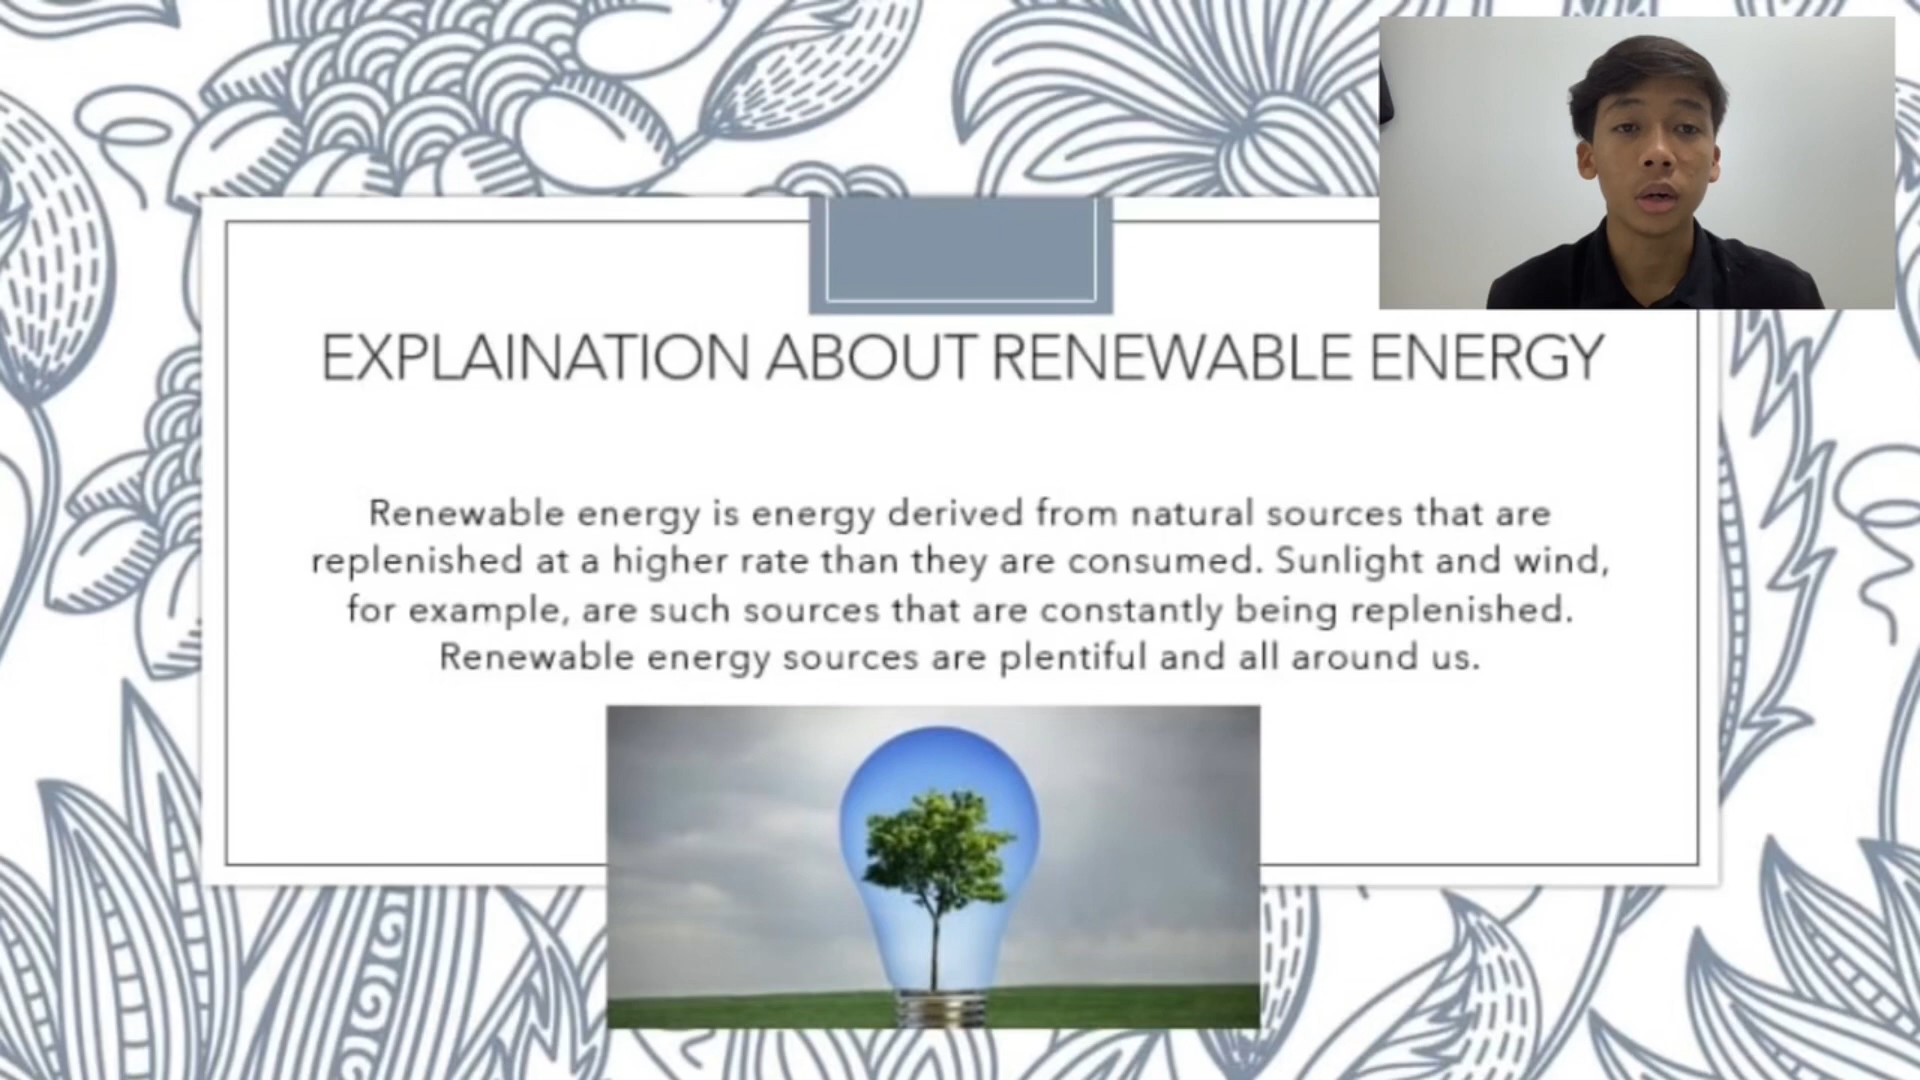 EXPLAINATION ABOUT RENEWABLE ENERGY
Renewable energy is energy derived from natural sources that are
replenished at a higher rate than they are consumed. Sunlight and wind,
for example, are such sources that are constantly being replenished.
Renewable energy sources are plentiful and all around us.